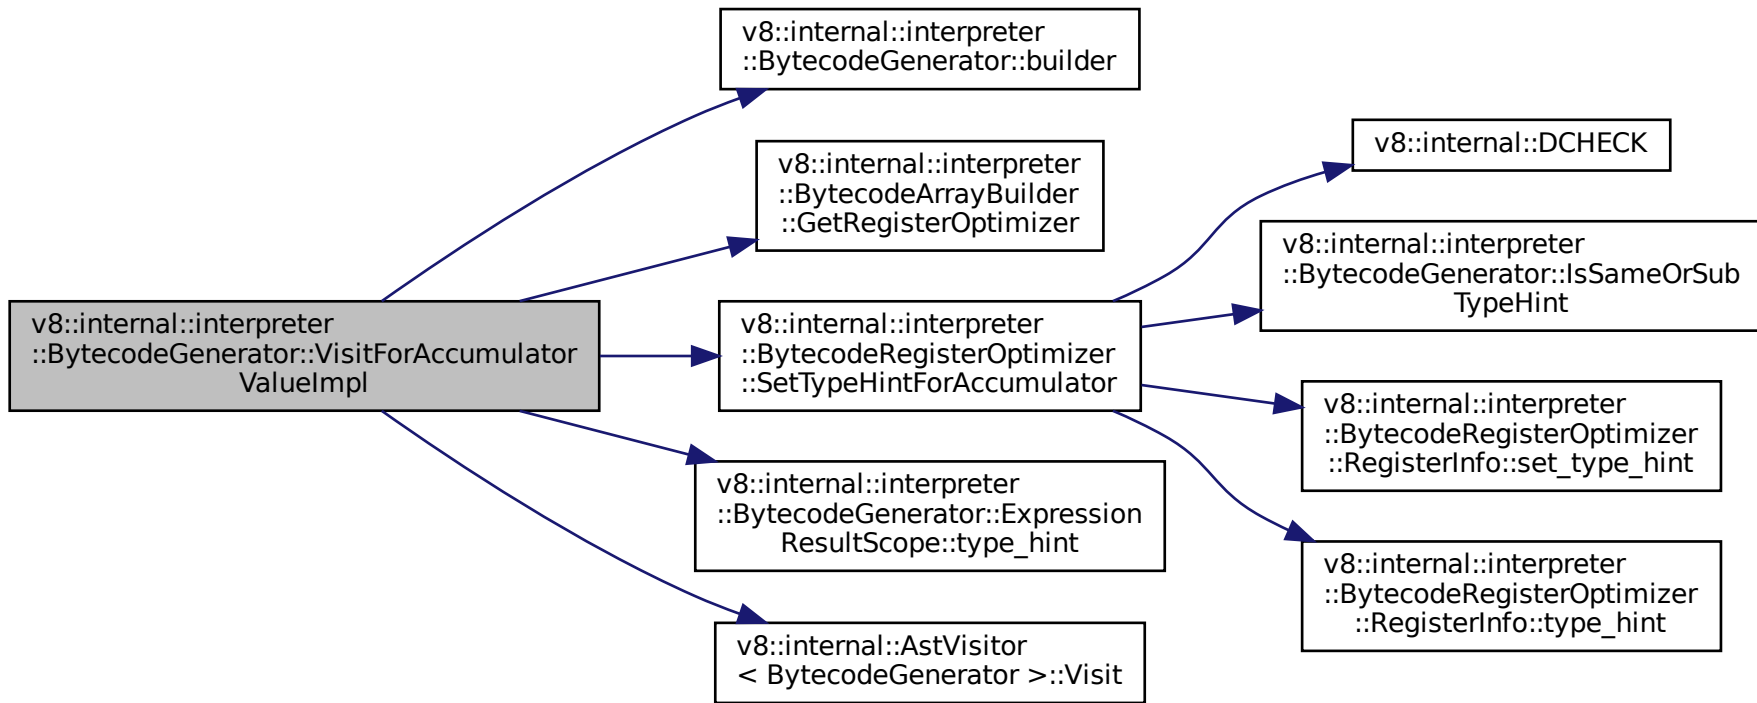 v8::internal::interpreter
::BytecodeGenerator::VisitForAccumulator
ValueImpl
v8::internal::interpreter
::BytecodeGenerator::builder
v8::internal::interpreter
::BytecodeArrayBuilder
::GetRegisterOptimizer
v8::internal::interpreter
::BytecodeRegisterOptimizer
::SetTypeHintForAccumulator
v8::internal::interpreter
::BytecodeGenerator::Expression
ResultScope::type_hint
v8::internal::AstVisitor
< BytecodeGenerator >::Visit
v8::internal::DCHECK
v8::internal::interpreter
::BytecodeGenerator::IsSameOrSub
TypeHint
v8::internal::interpreter
::BytecodeRegisterOptimizer
::RegisterInfo::set_type_hint
v8::internal::interpreter
::BytecodeRegisterOptimizer
::RegisterInfo::type_hint